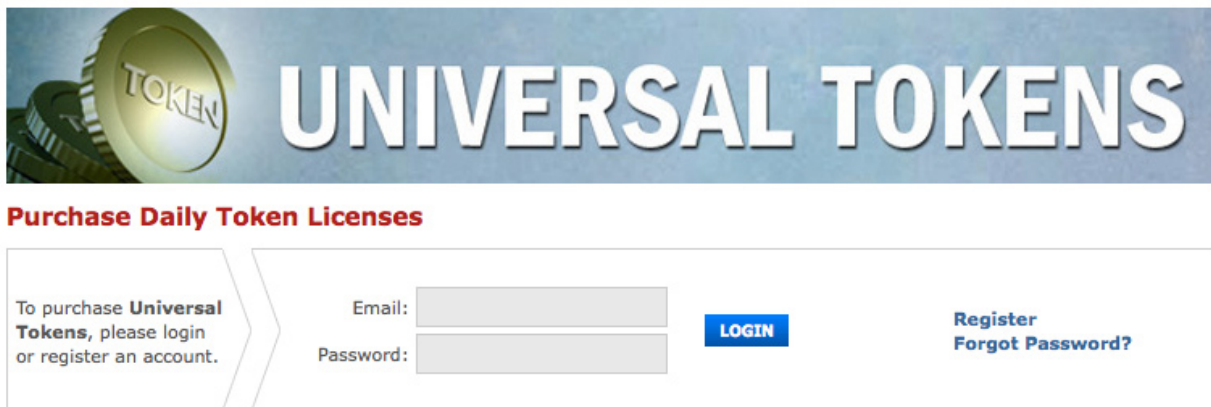 TOKEN
UNIVERSAL TOKENS
Purchase Daily Token Licenses
To purchase Universal
Tokens, please login
or register an account.
Email:
Password:
LOGIN
Register
Forgot Password?